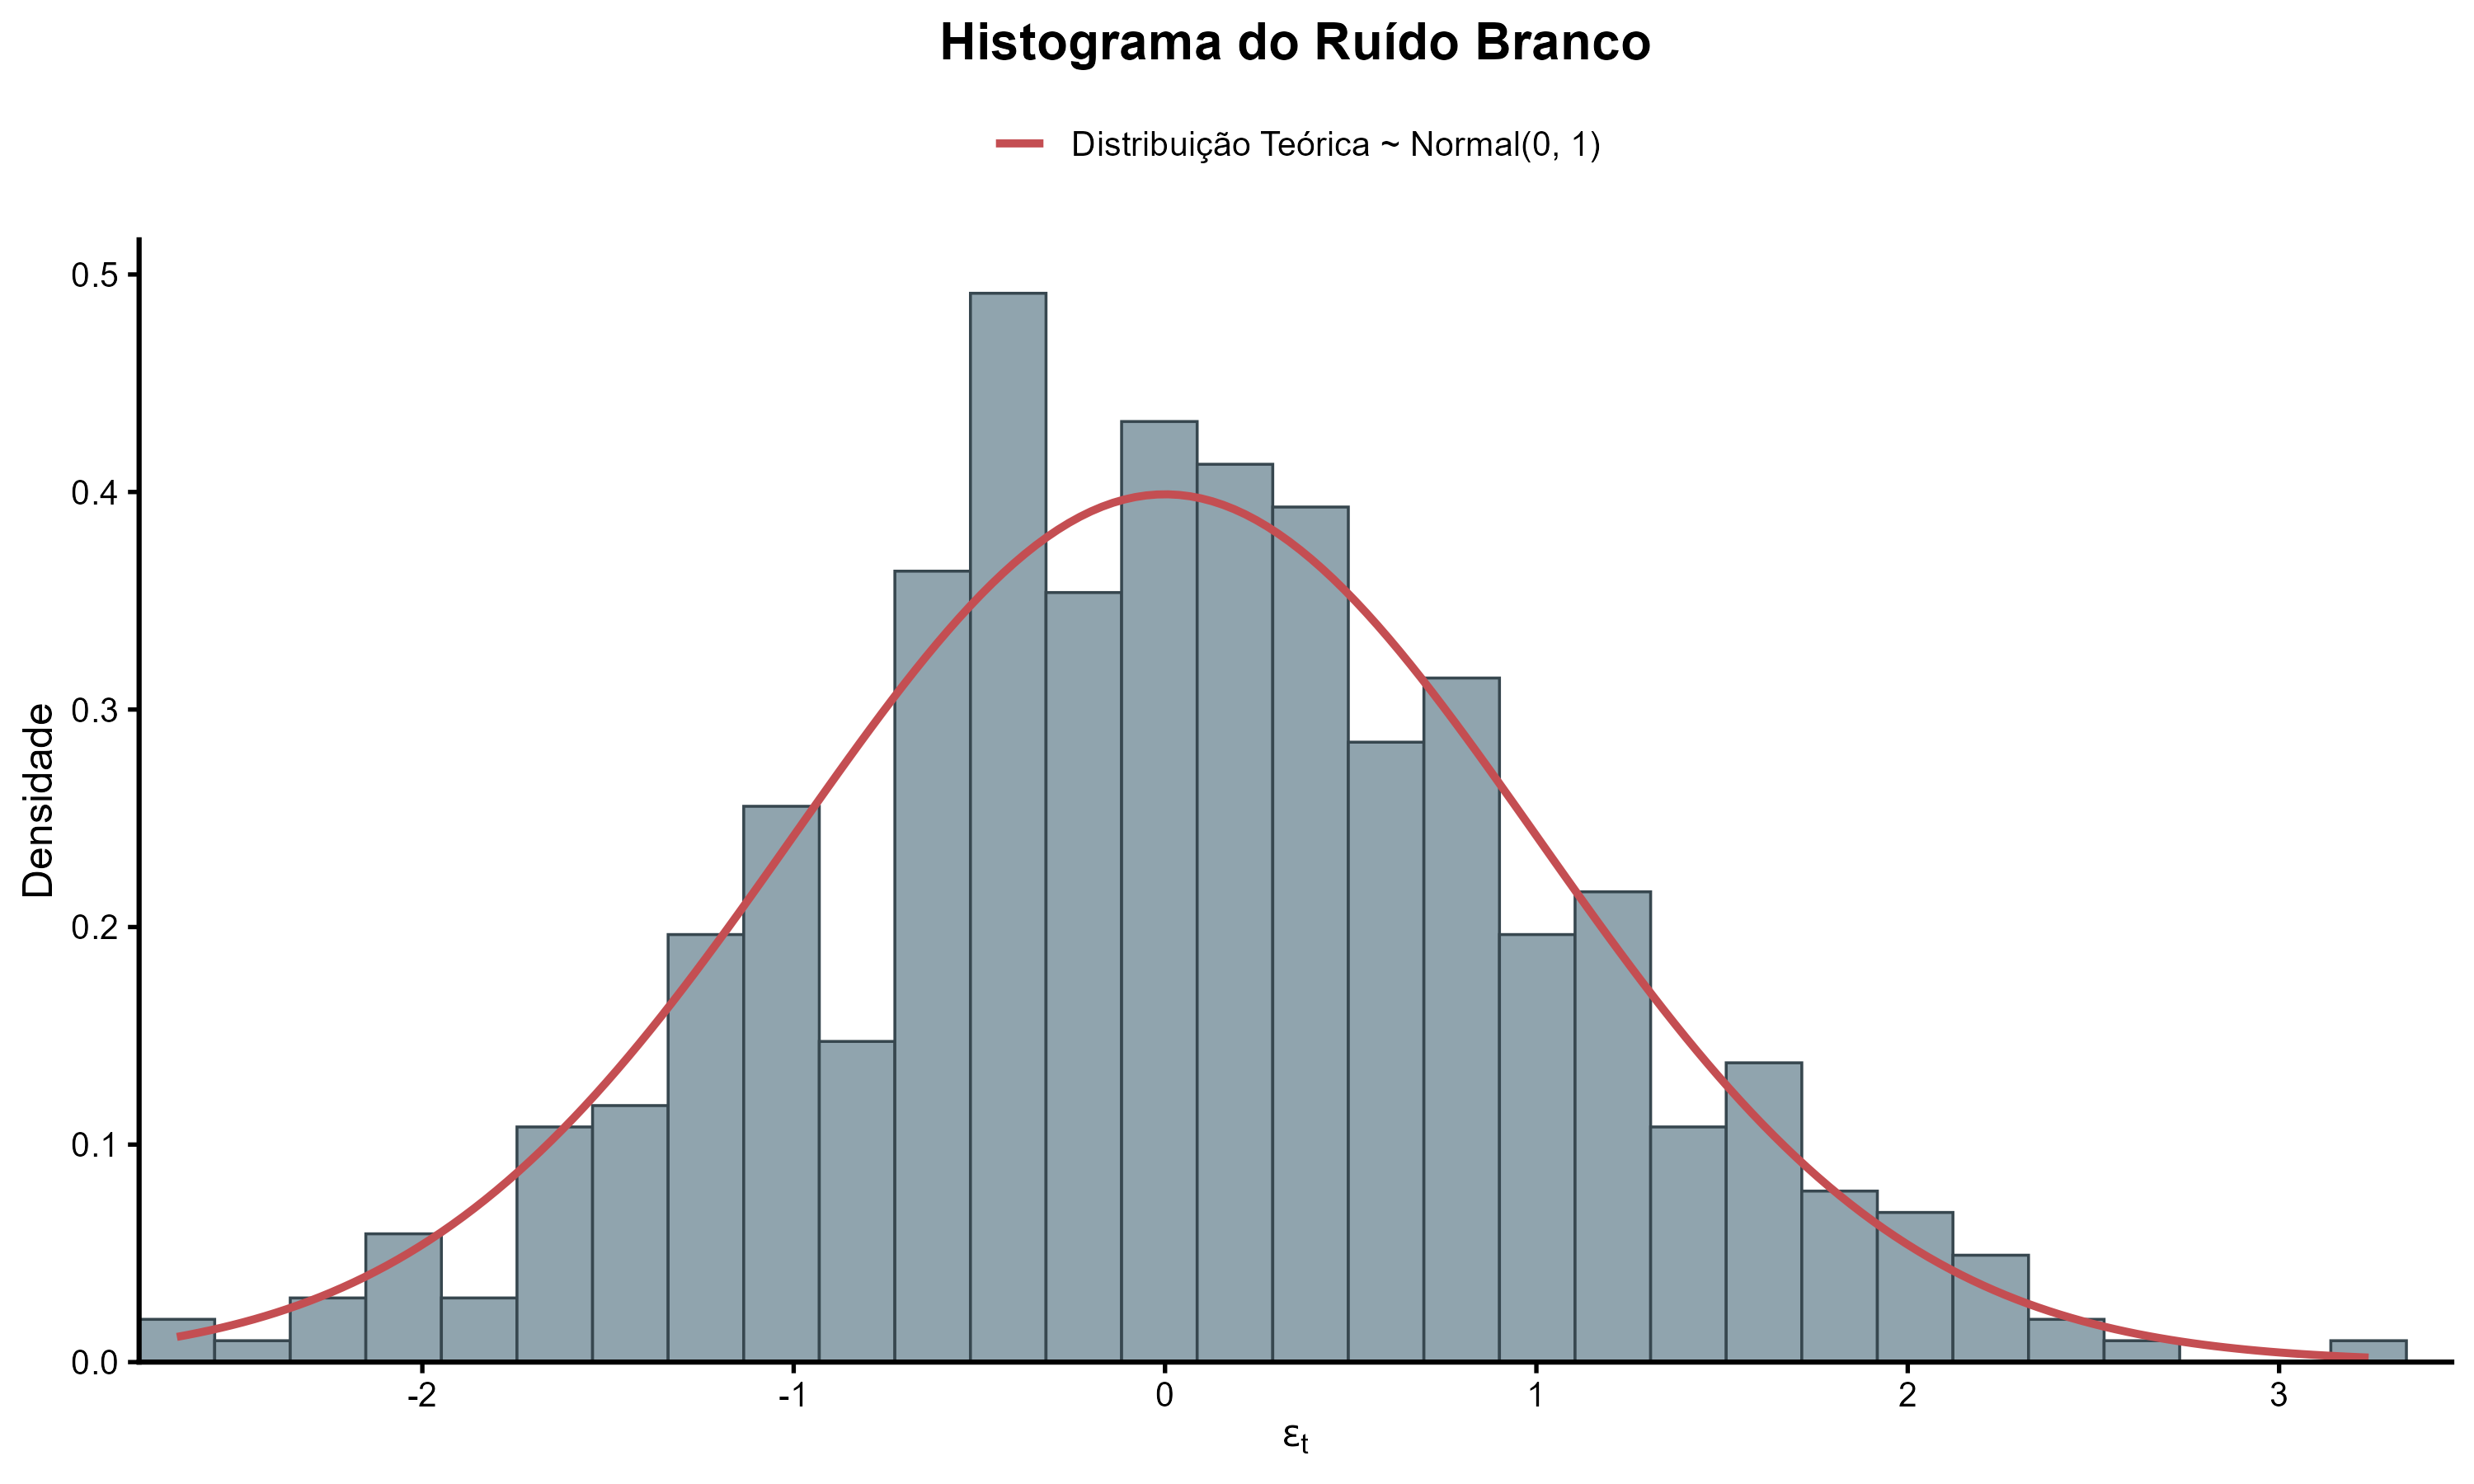 Histograma do Ruído Branco
Distribuição Teórica ~ Normal(0, 1)
Densidade
0.5
0.4
0.3
0.2
0.1
0.0
-2 -1 0 1 2 3
εt